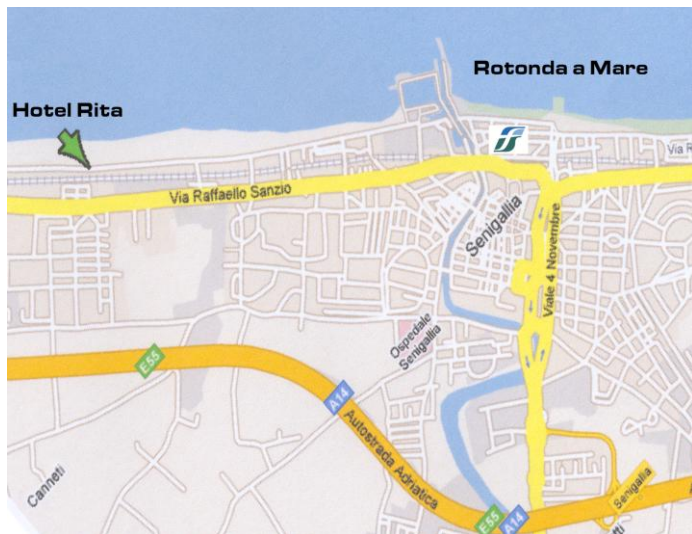 Rotonda a Mare
Hotel Rita
Via R
Via Raffaello Sanzio
Senigallia
Viale 4 Novembre
Ospedale
Senigallia
E55
A14
Autostrada Adriatica
Canneti
Senigallia
E55
A14
tti